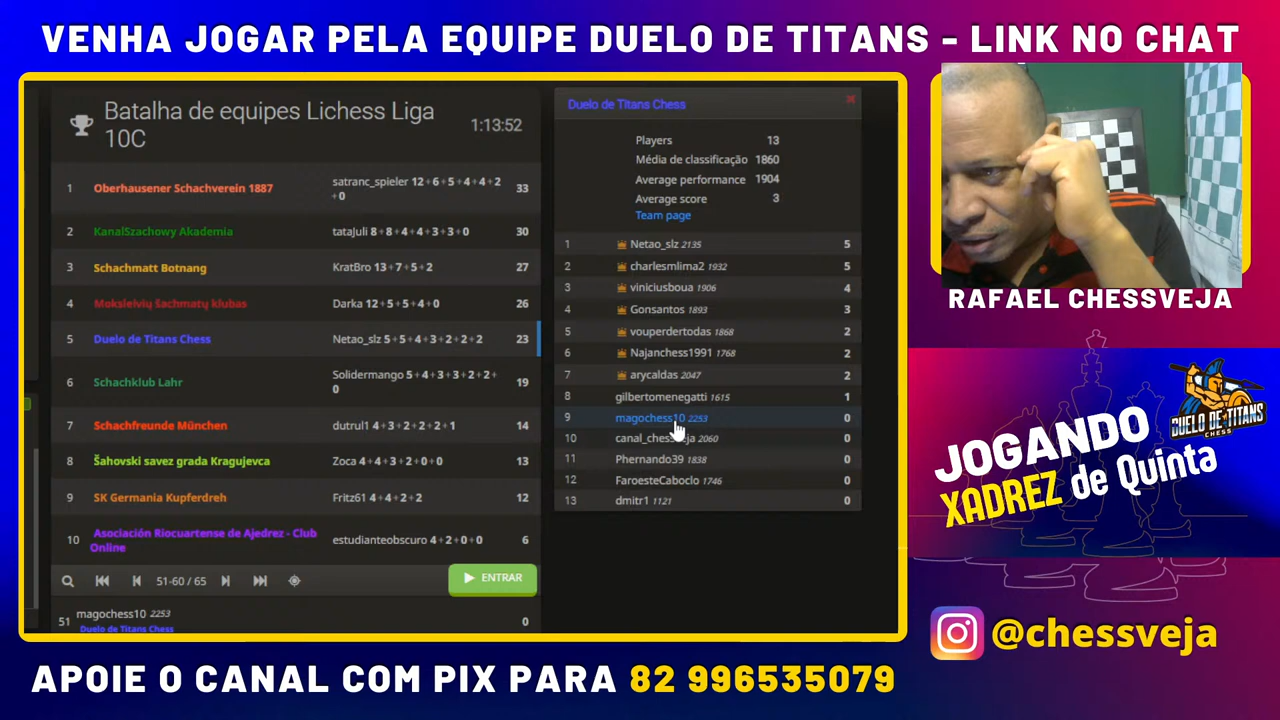 VENHA JOGAR PELA EQUIPE DUELO DE TITANS - LINK NO CHAT
Batalha de equipes Lichess Liga
10C
1:13:52
1 Oberhausener Schachverein 1887 satranc_spieler 12+6+5+4+4+2
+0 33
2 KanalSzachowy Akademia tataJuli 8+8+4+4+3+3+0 30
3 Schachmatt Botnang KratBro 13+7+5+2 27
4 Moksleivių šachmatų klubas Darka 12+5+5+4+0 26
5 Duelo de Titans Chess Netao_slz 5+5+4+3+2+2+2 23
6 Schachklub Lahr Solidermango 5+4+3+3+2+2+
0 19
7 Schachfreunde München dutrul1 4+3+2+2+2+1 14
8 Šahovski savez grada Kragujevca Zoca 4+4+3+2+0+0 13
9 SK Germania Kupferdreh Fritz61 4+4+2+2 12
10 Asociación Riocuartense de Ajedrez - Club
Online estudianteobscuro 4+2+0+0 6
51-60 / 65
ENTRAR
51 magochess10 2253 0
Duelo de Titans Chess
Duelo de Titans Chess
Players 13
Média de classificação 1860
Average performance 1904
Average score 3
Team page
1 Netao_slz 2135 5
2 charlesmlima2 1932 5
3 viniciusboua 1906 4
4 Gonsantos 1893 3
5 vouperdertodas 1868 2
6 Najanchess1991 1768 2
7 arycaldas 2047 2
8 gilbertomenegatti 1615 1
9 magochess10 2253 0
10 canal_chessveja 2060 0
11 Phernando39 1838 0
12 FaroesteCaboclo 1746 0
13 dmitr1 1121 0
RAFAEL CHESSVEJA
DUELO DE TITANS
CHESS
JOGANDO
XADREZ de Quinta
@chessveja
APOIE O CANAL COM PIX PARA 82 996535079